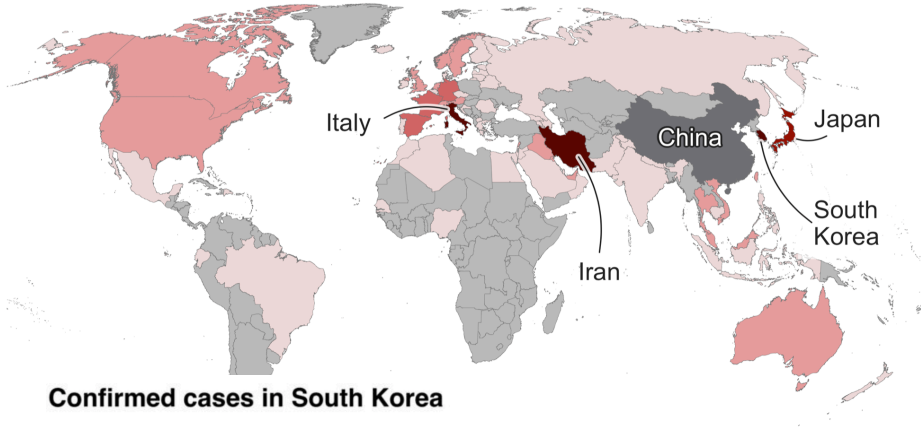 Italy
China
Japan
South
Korea
Iran
Confirmed cases in South Korea